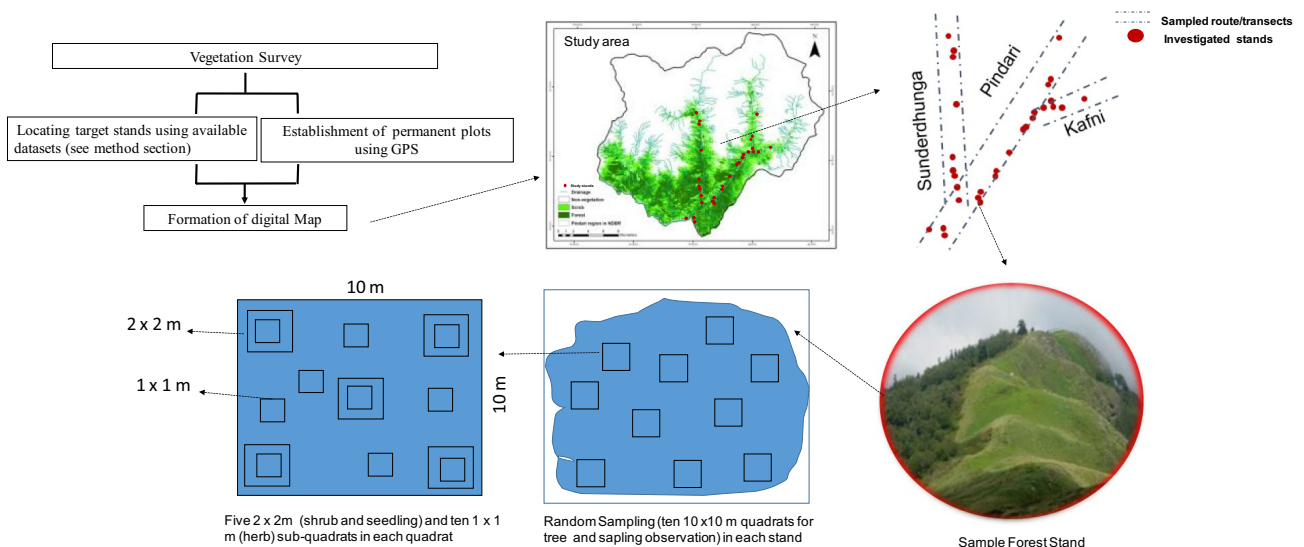 Vegetation Survey
Locating target stands using available
datasets (see method section)
Establishment of permanent plots
using GPS
Formation of digital Map
Study area
N
Study stands
Drainage
Non-vegetation
Scrub
Forest
Pindari region in NDBR
Sampled route/transects
Investigated stands
Sunderdhunga
Pindari
Kafni
10 m
2 x 2 m
1 x 1 m
10 m
Five 2 x 2m (shrub and seedling) and ten 1 x 1
m (herb) sub-quadrats in each quadrat
Random Sampling (ten 10 x10 m quadrats for
tree and sapling observation) in each stand
Sample Forest Stand